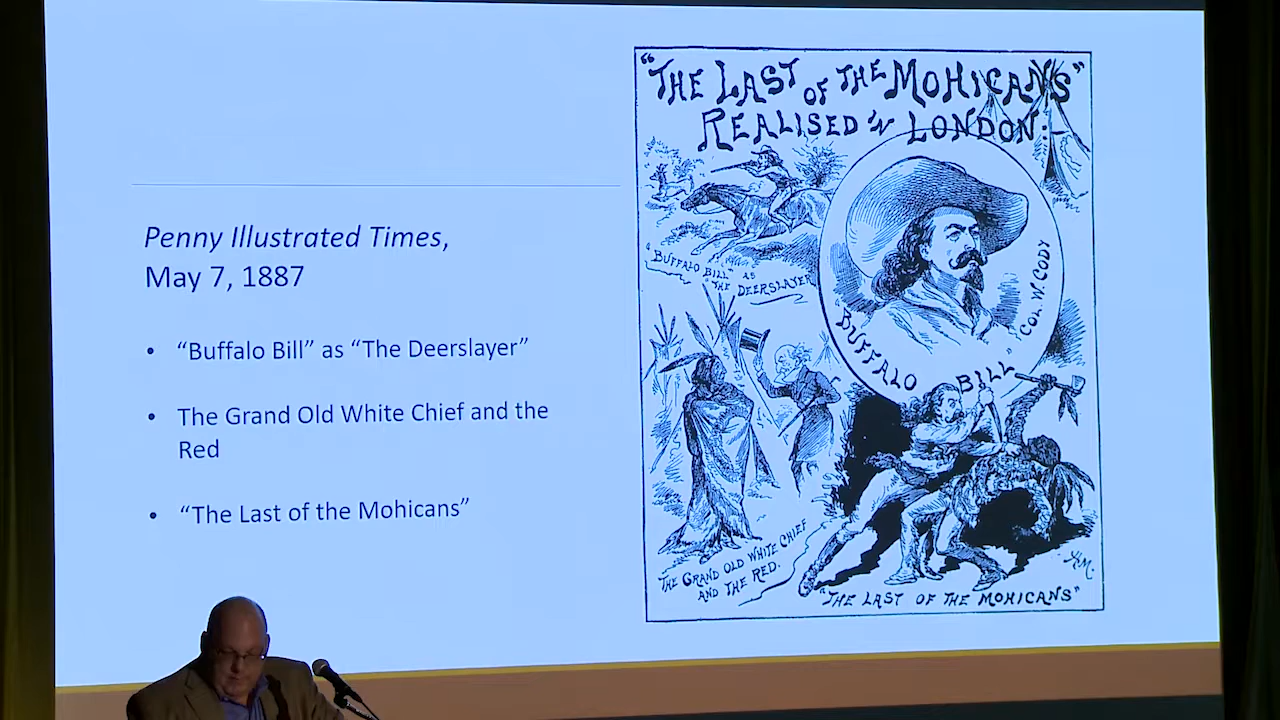 Penny Illustrated Times,
May 7, 1887
• “Buffalo Bill” as “The Deerslayer”
• The Grand Old White Chief and the
Red
• “The Last of the Mohicans”
“THE LAST OF THE MOHICANS”
REALISED IN LONDON:—
“BUFFALO BILL” AS
THE DEERSLAYER
“BUFFALO BILL”
COL. W. CODY
THE GRAND OLD WHITE CHIEF
AND THE RED.
“THE LAST OF THE MOHICANS”